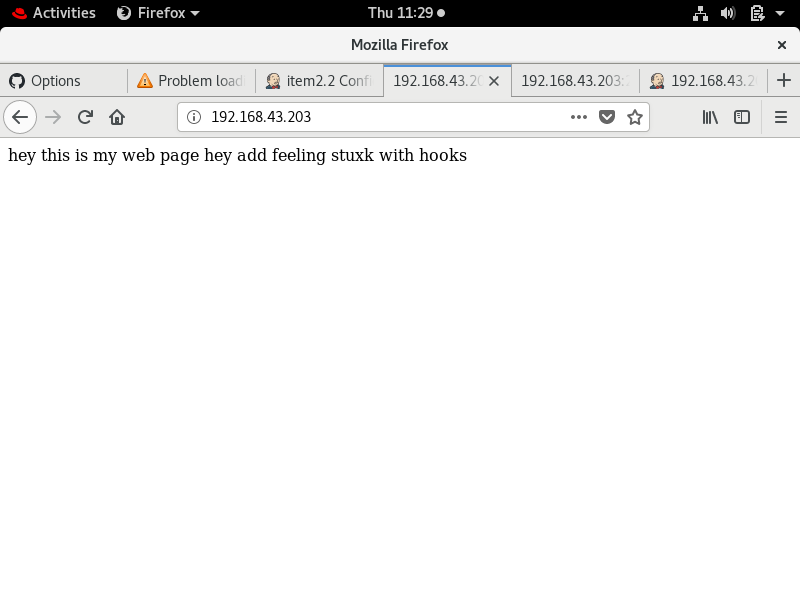 Activities Firefox Thu 11:29
Mozilla Firefox
Options Problem load item2.2 Confi 192.168.43.20 192.168.43.203: 192.168.43.2
192.168.43.203
hey this is my web page hey add feeling stuxk with hooks